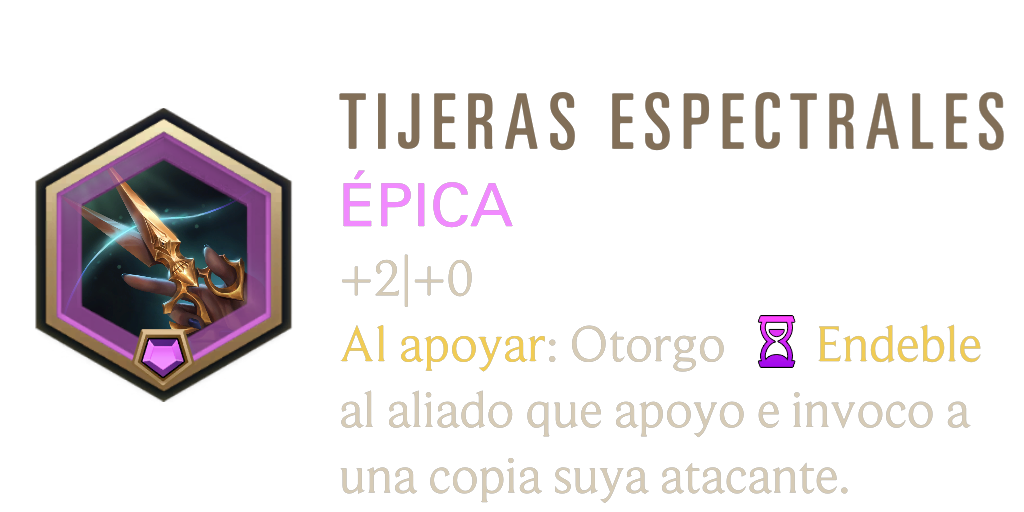 TIJERAS ESPECTRALES
ÉPICA
+2|+0
Al apoyar: Otorgo Endeble
al aliado que apoyo e invoco a
una copia suya atacante.